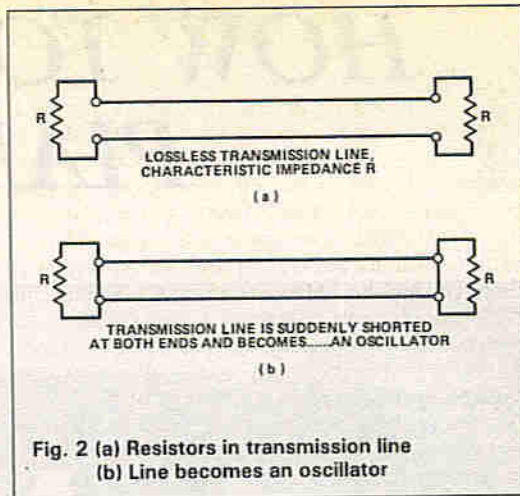 R
R
LOSSLESS TRANSMISSION LINE,
CHARACTERISTIC IMPEDANCE R
(a)
R
R
TRANSMISSION LINE IS SUDDENLY SHORTED
AT BOTH ENDS AND BECOMES.....AN OSCILLATOR
(b)
Fig. 2 (a) Resistors in transmission line
(b) Line becomes an oscillator